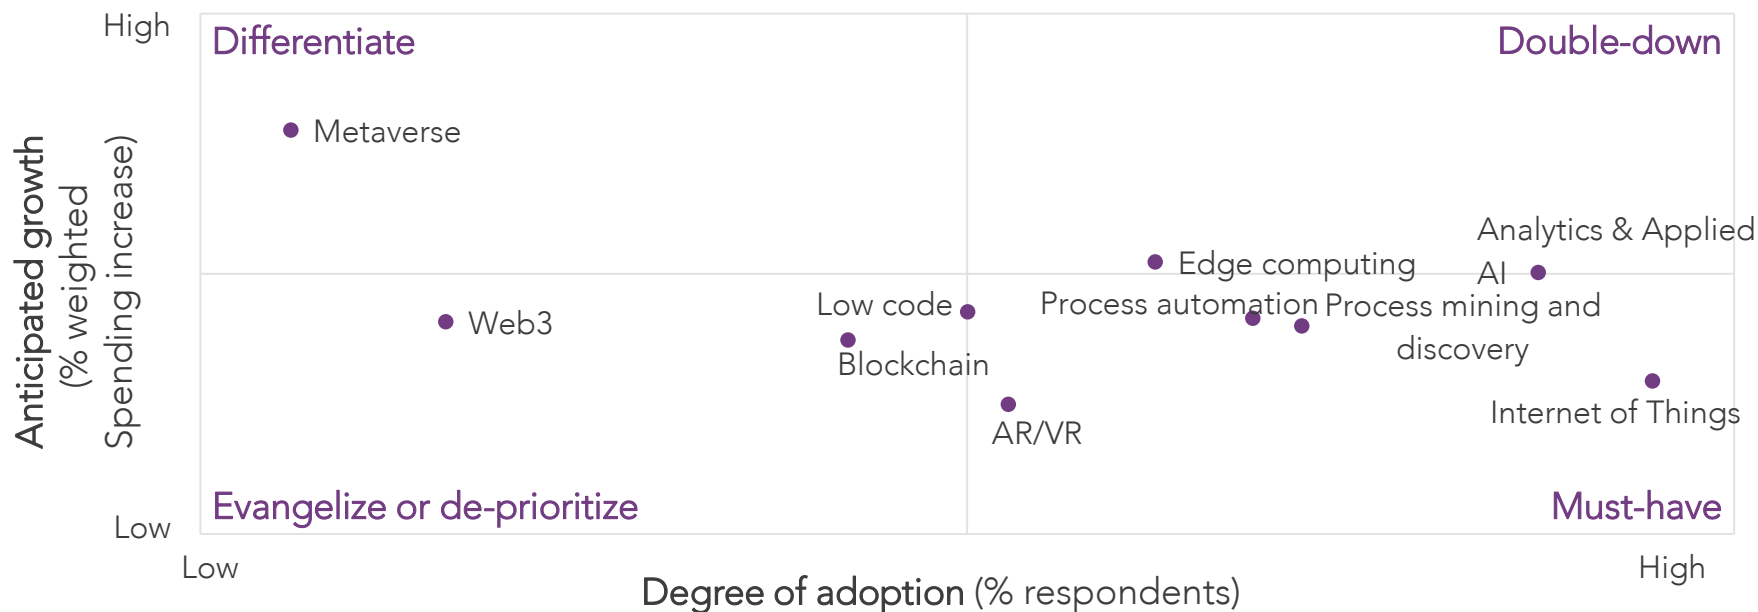 High
Differentiate
Double-down
Metaverse
Anticipated growth
(% weighted
Spending increase)
Analytics & Applied
AI
Edge computing
Low code
Process automation
Process mining and
discovery
Web3
Blockchain
Internet of Things
AR/VR
Evangelize or de-prioritize
Must-have
Low
Low
High
Degree of adoption (% respondents)